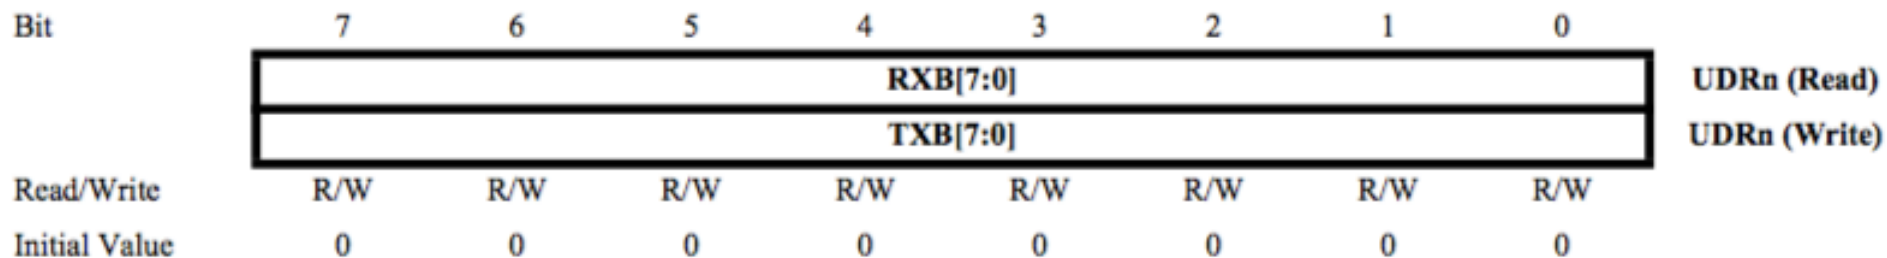 Bit 7 6 5 4 3 2 1 0
RXB[7:0] UDRn (Read)
TXB[7:0] UDRn (Write)
Read/Write R/W R/W R/W R/W R/W R/W R/W R/W
Initial Value 0 0 0 0 0 0 0 0